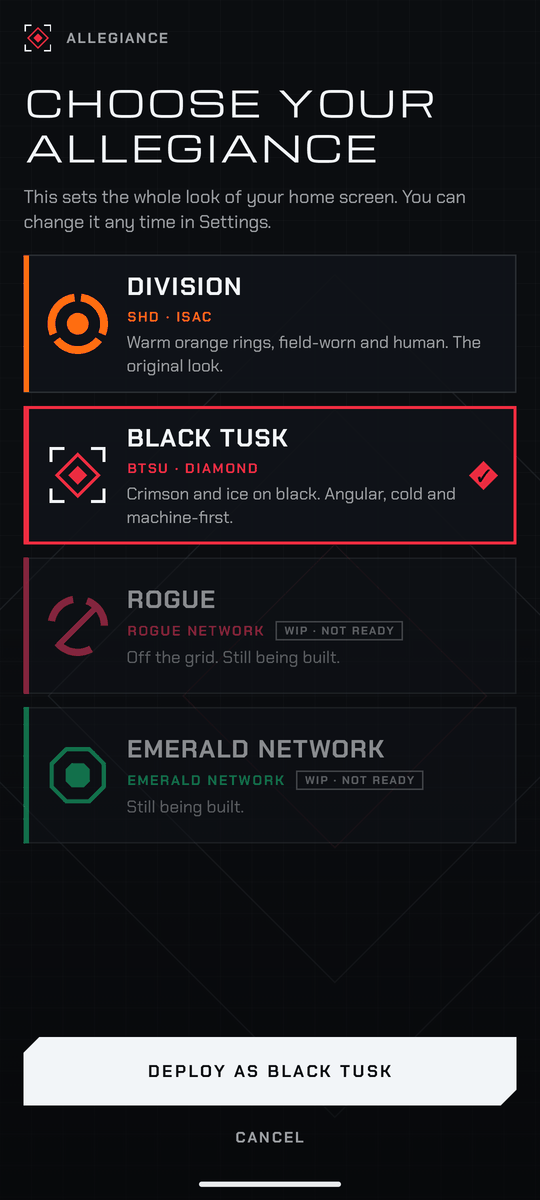 ALLEGIANCE
CHOOSE YOUR
ALLEGIANCE
This sets the whole look of your home screen. You can
change it any time in Settings.
DIVISION
SHD · ISAC
Warm orange rings, field-worn and human. The
original look.
BLACK TUSK
BTSU · DIAMOND
Crimson and ice on black. Angular, cold and
machine-first.
ROGUE
ROGUE NETWORK WIP · NOT READY
Off the grid. Still being built.
EMERALD NETWORK
EMERALD NETWORK WIP · NOT READY
Still being built.
DEPLOY AS BLACK TUSK
CANCEL